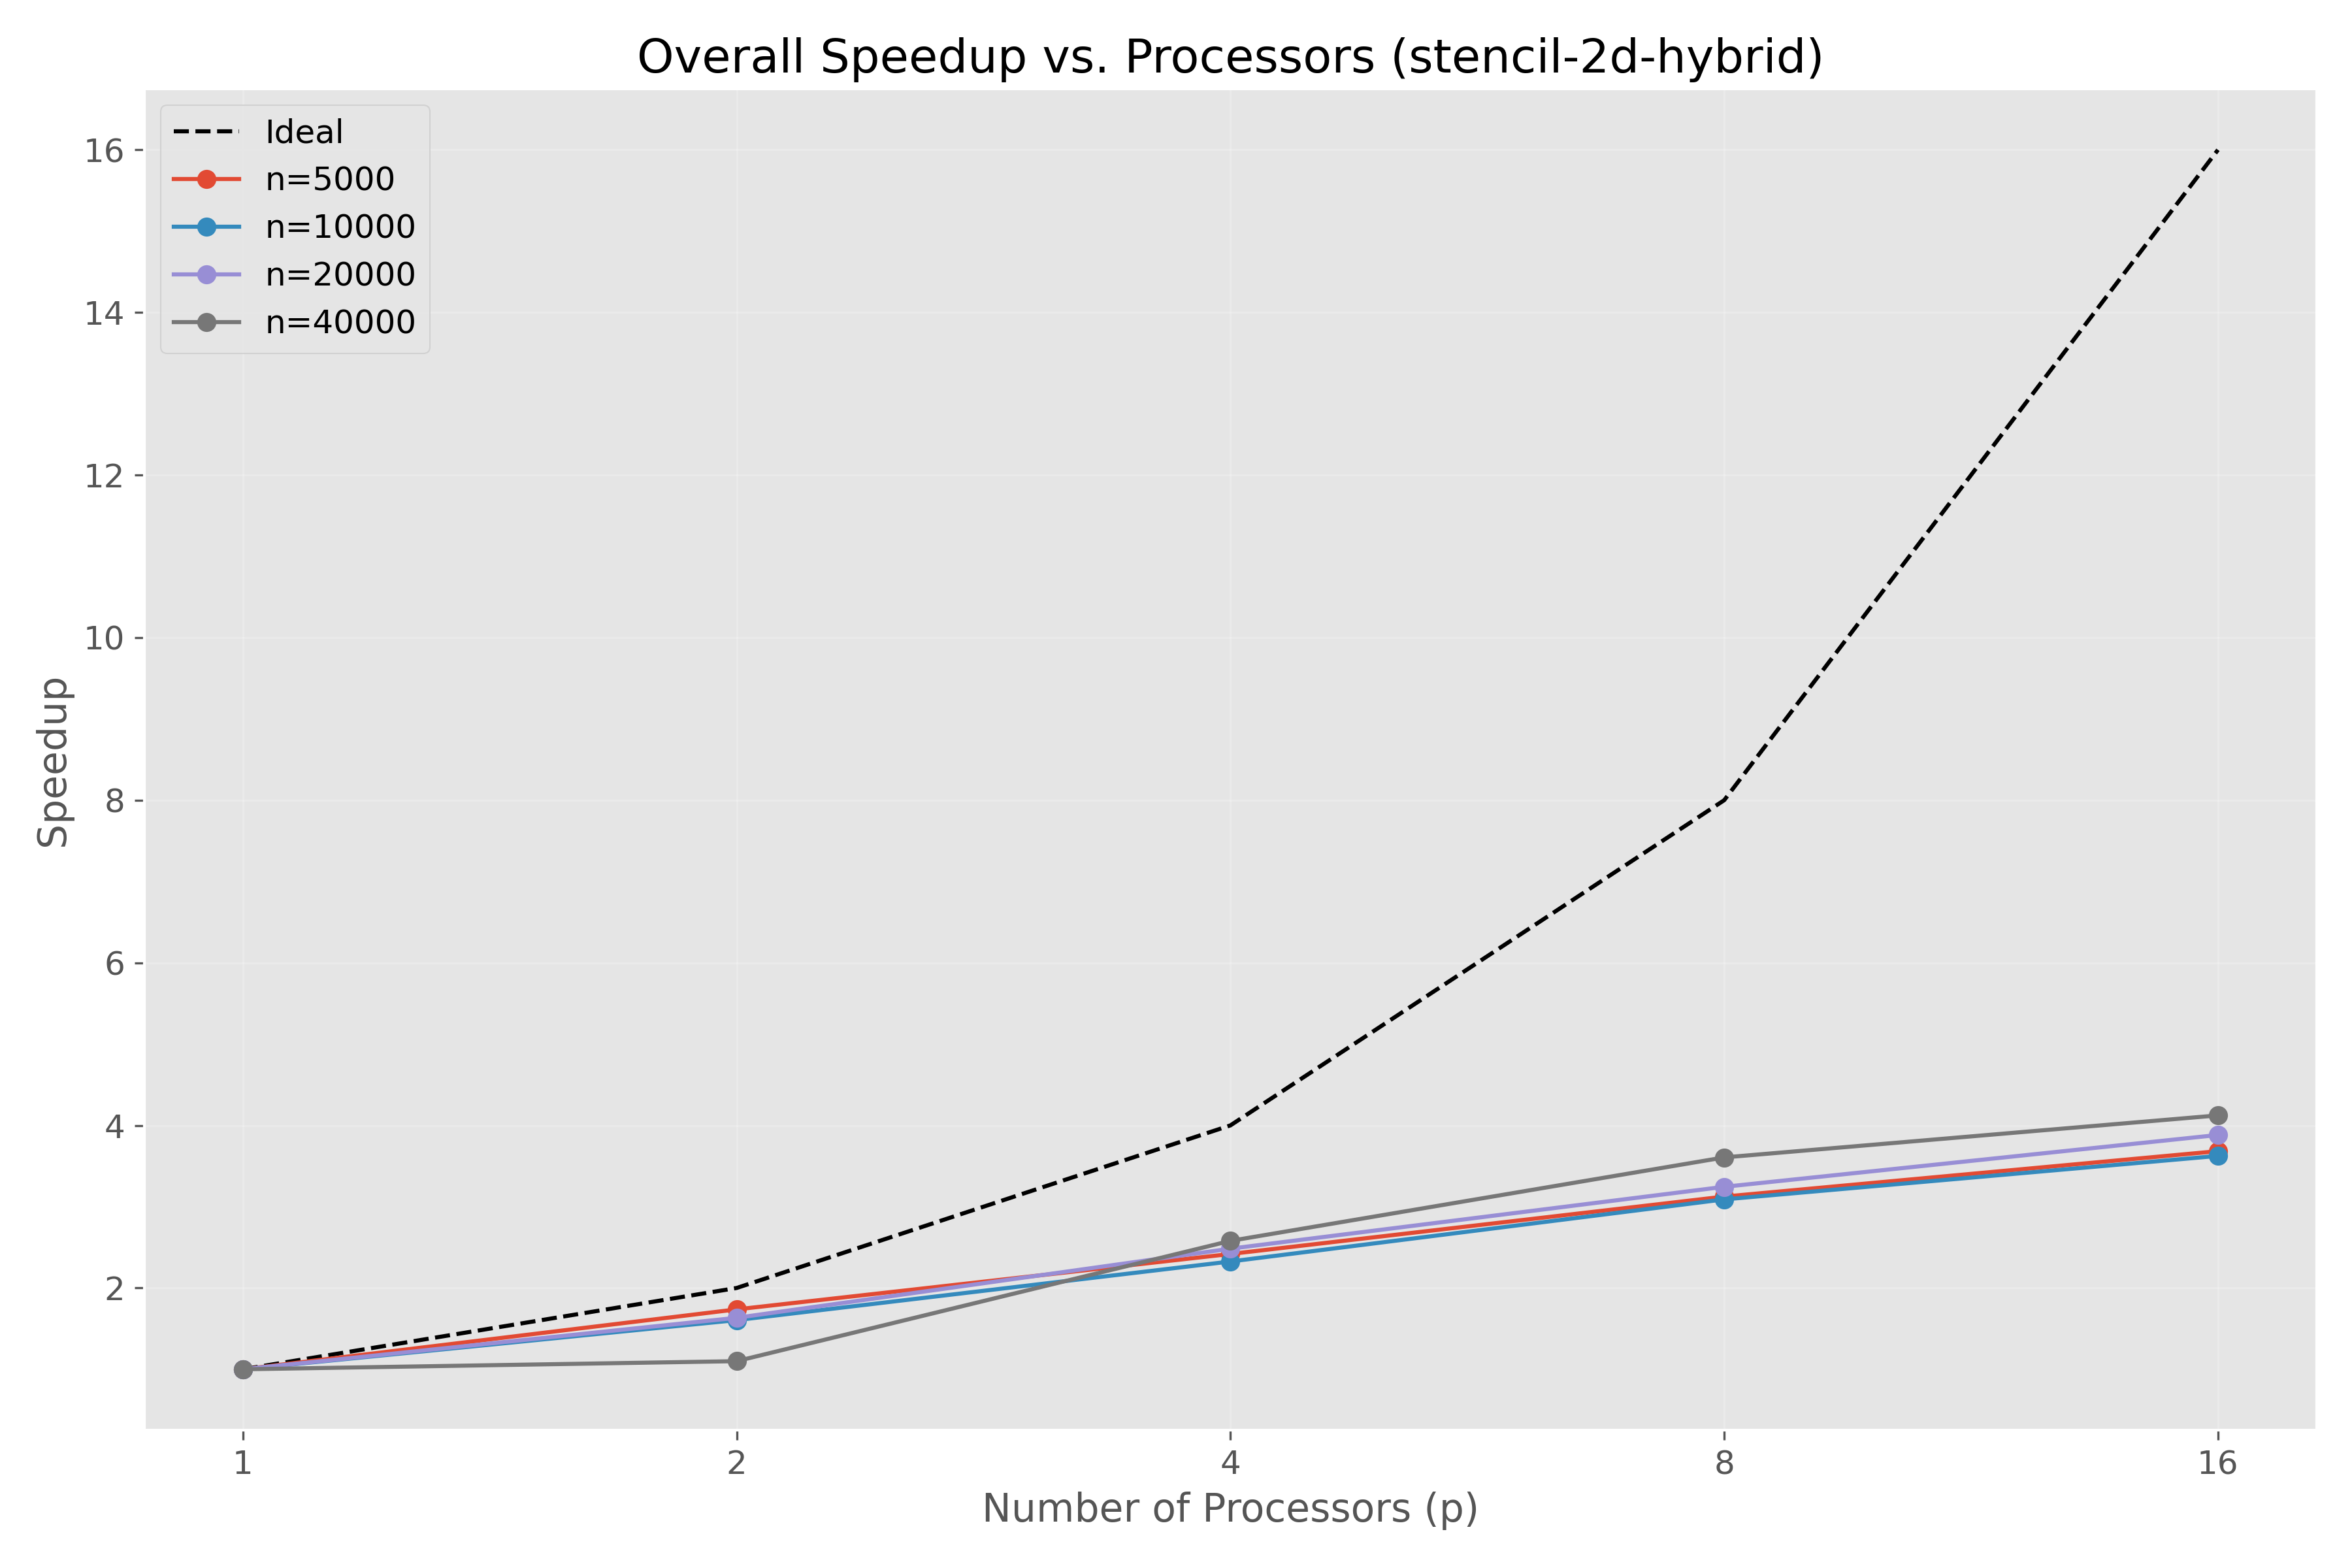 Overall Speedup vs. Processors (stencil-2d-hybrid)
Ideal
n=5000
n=10000
n=20000
n=40000
16
14
12
10
8
6
4
2
Speedup
1 2 4 8 16
Number of Processors (p)